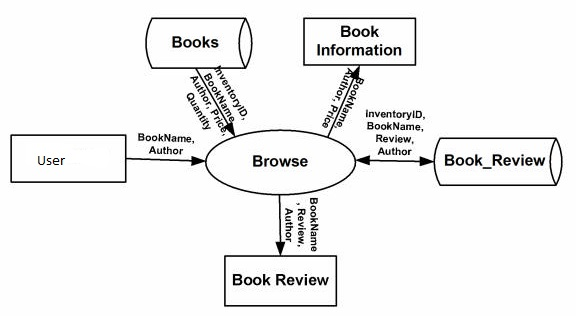 Books
Book
Information
InventoryID,
BookName,
Author, Price,
Quantity
BookName,
Author, Price
User
BookName,
Author
Browse
InventoryID,
BookName,
Review,
Author
Book_Review
BookName
, Review,
Author
Book Review